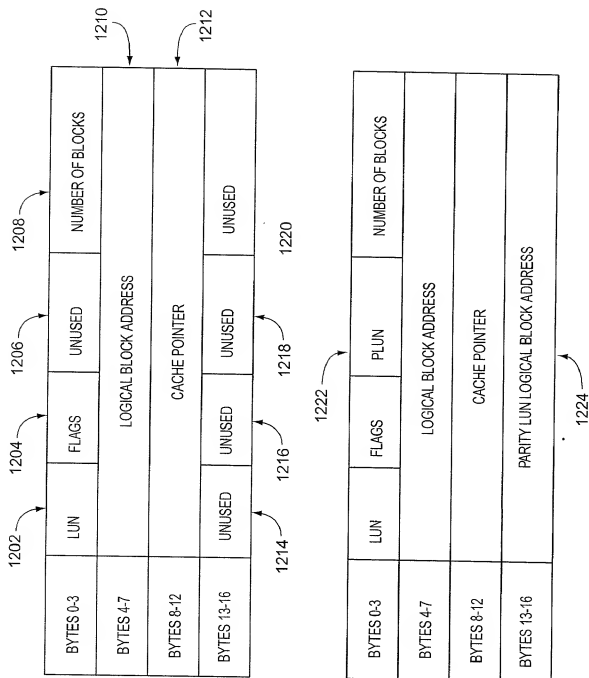 1202
1204
1206
1208
BYTES 0-3
LUN
FLAGS
UNUSED
NUMBER OF BLOCKS
BYTES 4-7
LOGICAL BLOCK ADDRESS
1210
BYTES 8-12
CACHE POINTER
1212
BYTES 13-16
UNUSED
UNUSED
UNUSED
UNUSED
1214
1216
1218
1220
1222
BYTES 0-3
LUN
FLAGS
PLUN
NUMBER OF BLOCKS
BYTES 4-7
LOGICAL BLOCK ADDRESS
BYTES 8-12
CACHE POINTER
BYTES 13-16
PARITY LUN LOGICAL BLOCK ADDRESS
1224